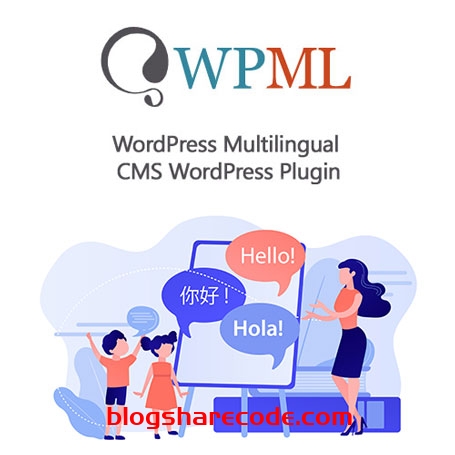 WPML
WordPress Multilingual
CMS WordPress Plugin
Hello!
你好！
Hola!
blogsharecode.com